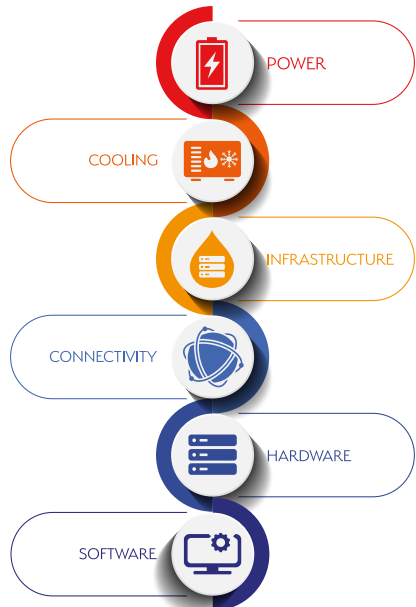 POWER
COOLING
INFRASTRUCTURE
CONNECTIVITY
HARDWARE
SOFTWARE